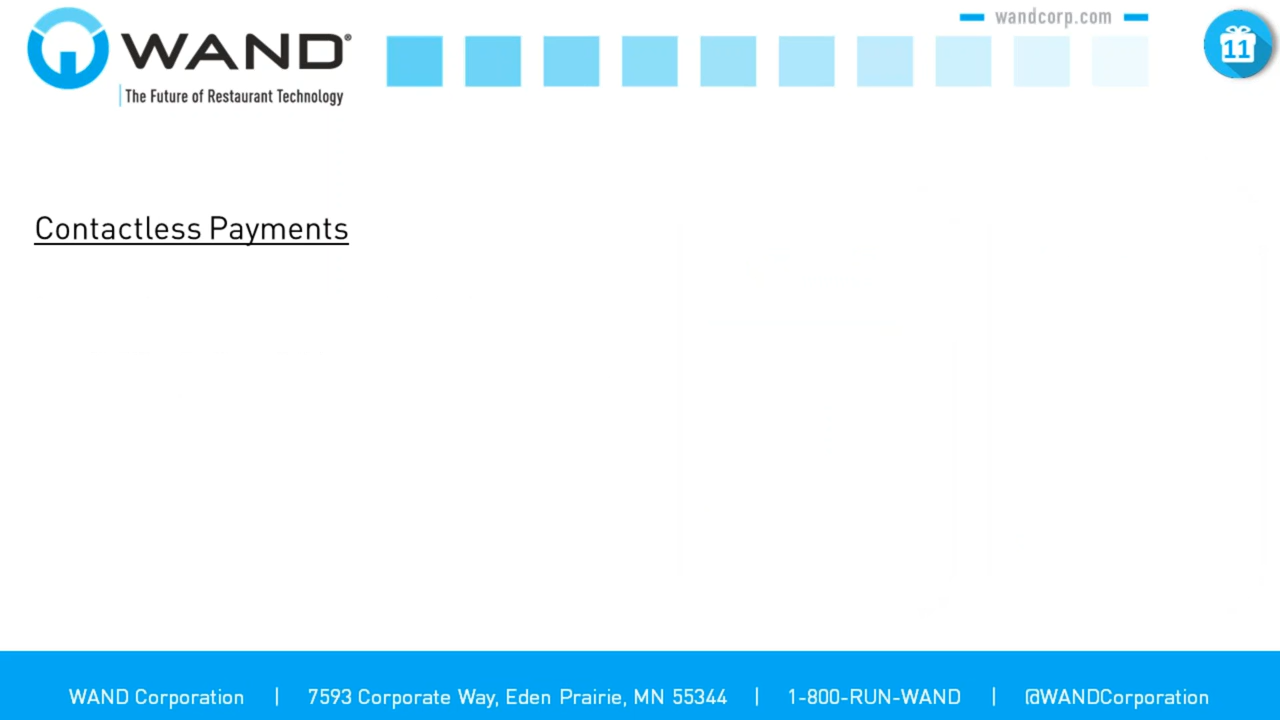 wandcorp.com
WAND®
The Future of Restaurant Technology
11
Contactless Payments
WAND Corporation | 7593 Corporate Way, Eden Prairie, MN 55344 | 1-800-RUN-WAND | @WANDCorporation